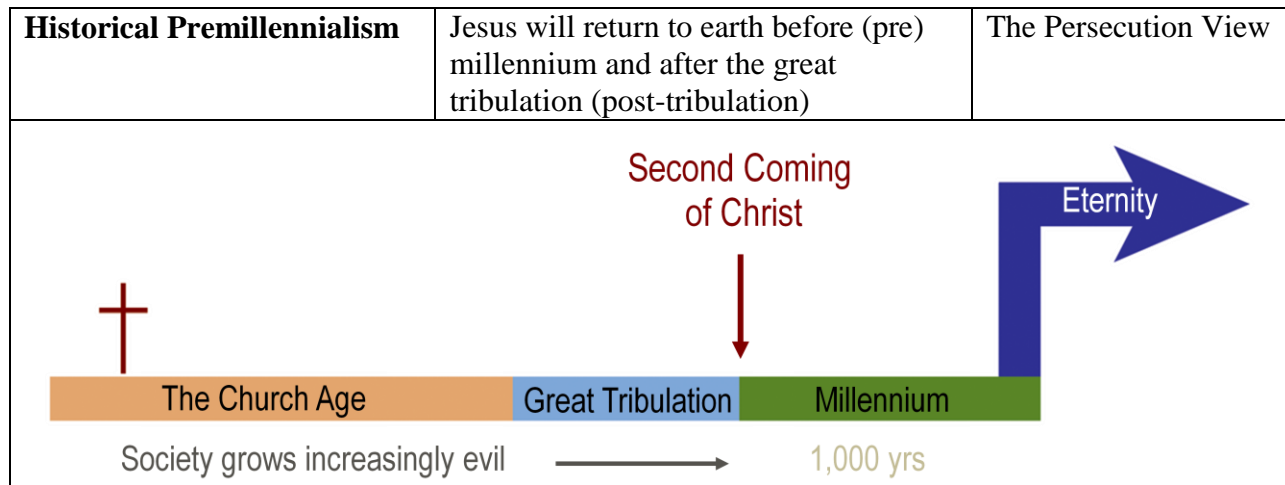 Historical Premillennialism
Jesus will return to earth before (pre)
millennium and after the great
tribulation (post-tribulation)
The Persecution View
Second Coming
of Christ
Eternity
The Church Age
Great Tribulation
Millennium
Society grows increasingly evil
1,000 yrs